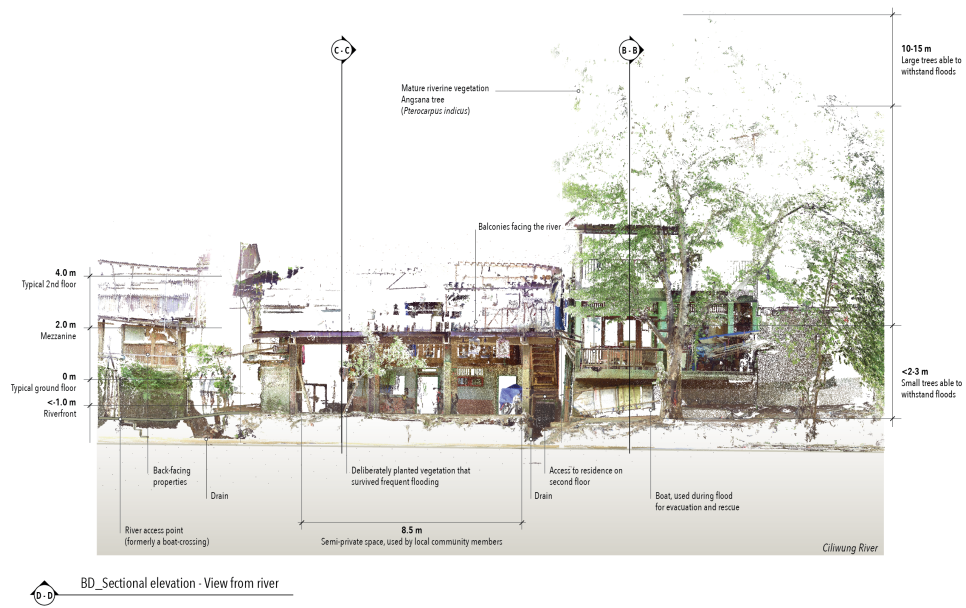 C - C
B - B
10-15 m
Large trees able to
withstand floods
Mature riverine vegetation
Angsana tree
(Pterocarpus indicus)
Balconies facing the river
4.0 m
Typical 2nd floor
2.0 m
Mezzanine
0 m
Typical ground floor
<-1.0 m
Riverfront
<2-3 m
Small trees able to
withstand floods
Back-facing
properties
Drain
Deliberately planted vegetation that
survived frequent flooding
Drain
Access to residence on
second floor
Boat, used during flood
for evacuation and rescue
River access point
(formerly a boat-crossing)
8.5 m
Semi-private space, used by local community members
Ciliwung River
BD_Sectional elevation - View from river
D - D